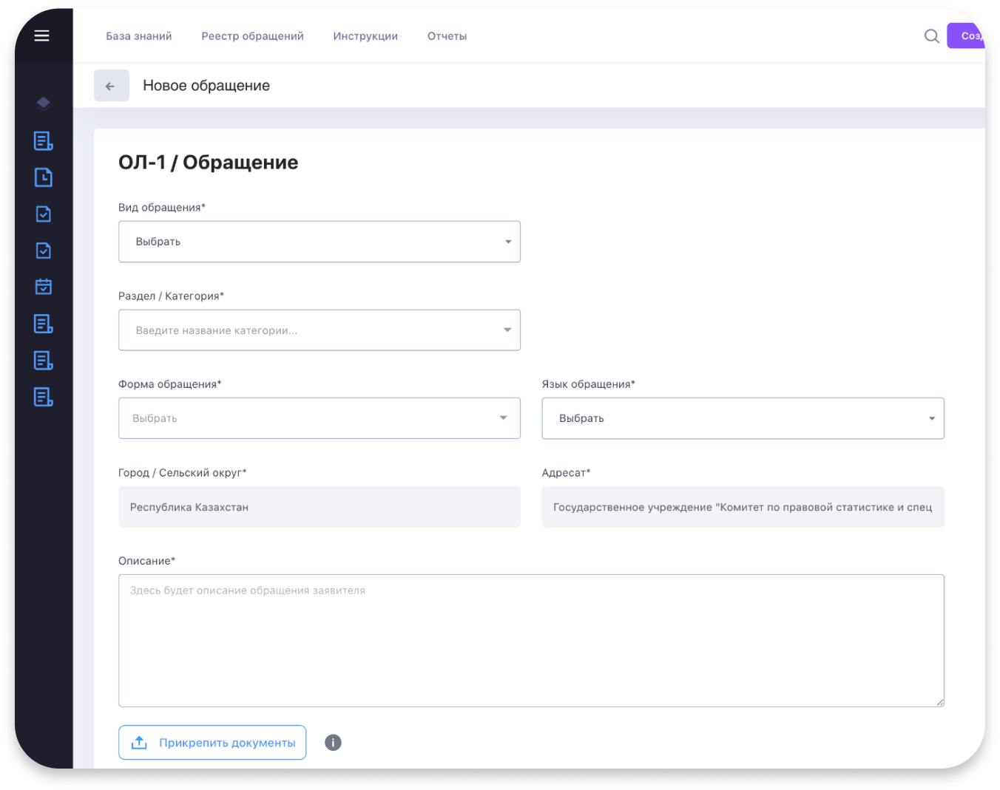 База знаний
Реестр обращений
Инструкции
Отчеты
Новое обращение
ОЛ-1 / Обращение
Вид обращения*
Выбрать
Раздел / Категория*
Введите название категории...
Форма обращения*
Язык обращения*
Выбрать
Выбрать
Город / Сельский округ*
Адресат*
Республика Казахстан
Государственное учреждение "Комитет по правовой статистике и спец
Описание*
Здесь будет описание обращения заявителя
Прикрепить документы